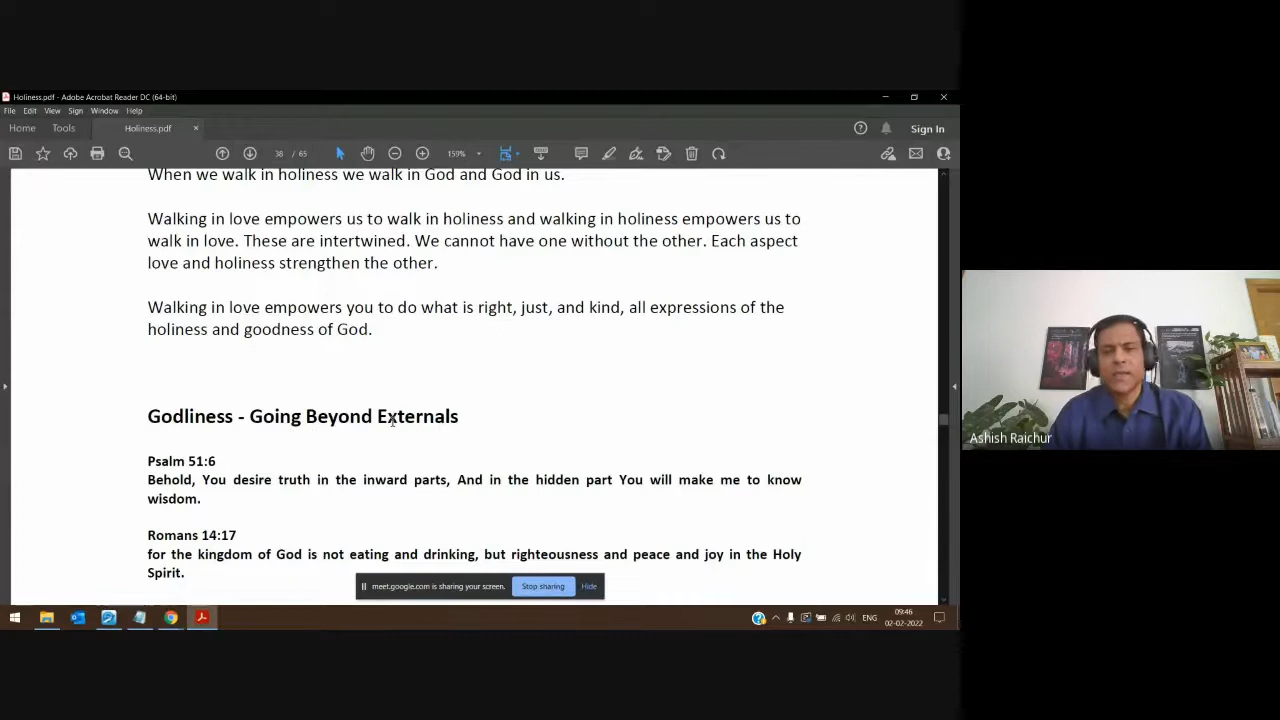 Holiness.pdf - Adobe Acrobat Reader DC (64-bit)
File Edit View Sign Window Help
Home Tools Holiness.pdf × Sign In
38 / 65 159%
When we walk in holiness we walk in God and God in us.
Walking in love empowers us to walk in holiness and walking in holiness empowers us to
walk in love. These are intertwined. We cannot have one without the other. Each aspect
love and holiness strengthen the other.
Walking in love empowers you to do what is right, just, and kind, all expressions of the
holiness and goodness of God.
Godliness - Going Beyond Externals
Psalm 51:6
Behold, You desire truth in the inward parts, And in the hidden part You will make me to know
wisdom.
Romans 14:17
for the kingdom of God is not eating and drinking, but righteousness and peace and joy in the Holy
Spirit.
meet.google.com is sharing your screen. Stop sharing Hide
ENG
09:46
02-02-2022
Ashish Raichur